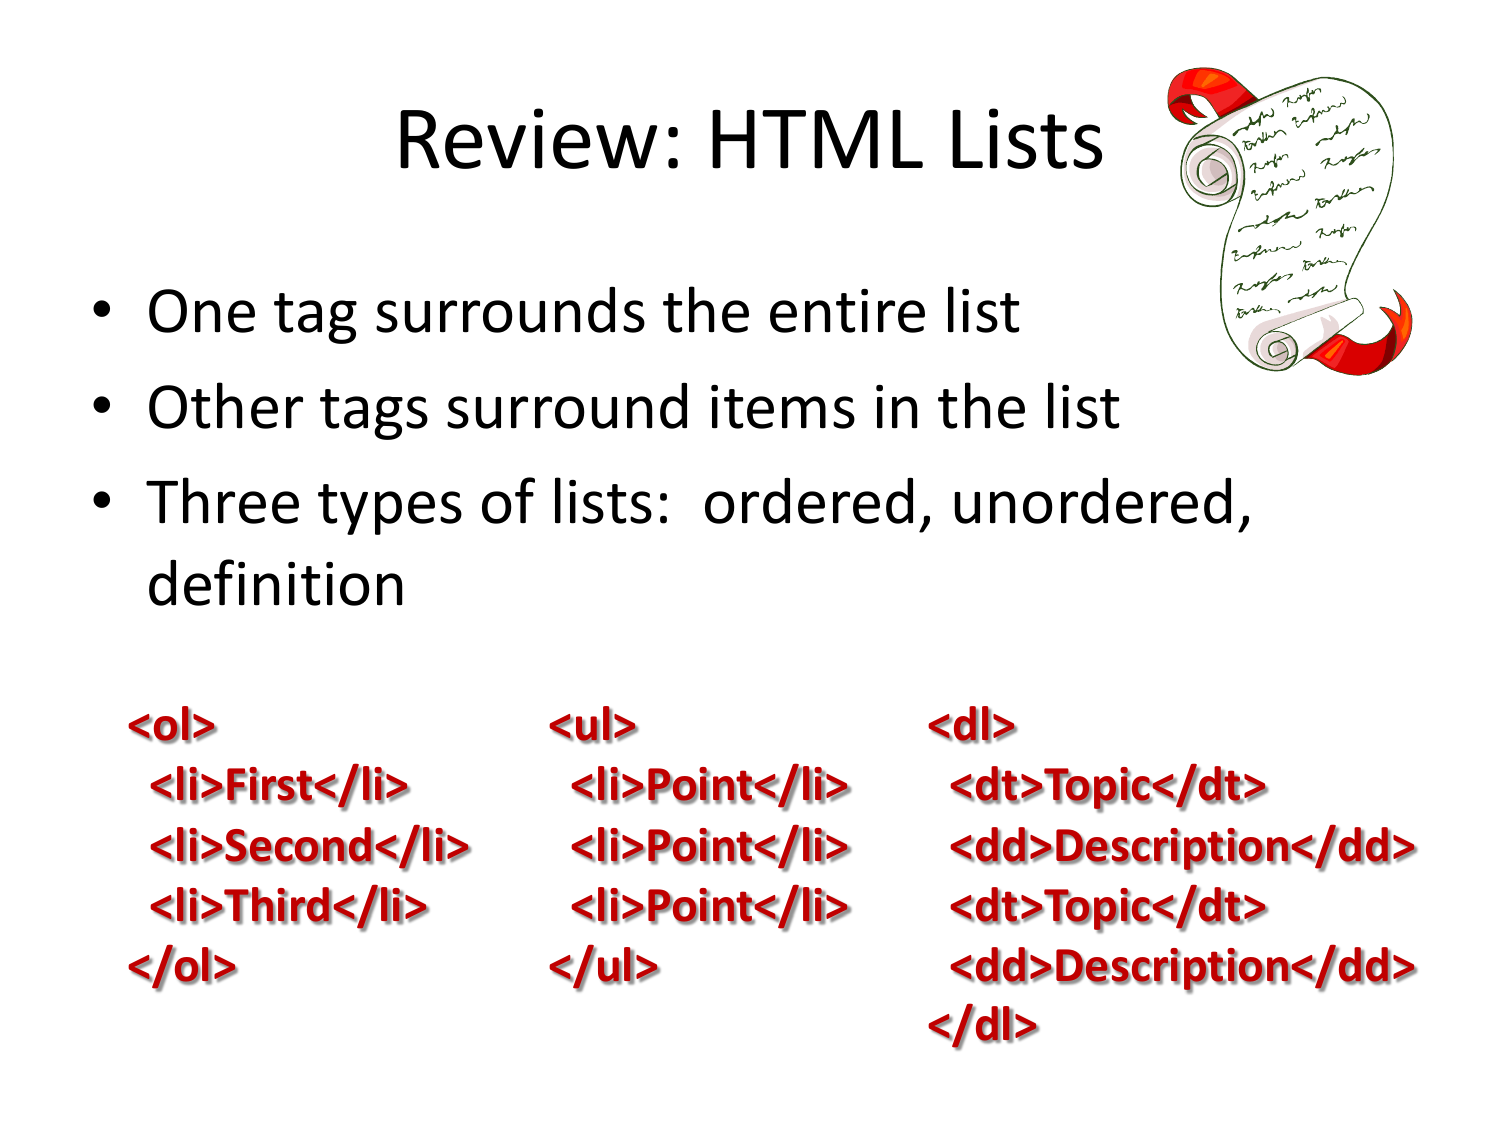 Review: HTML Lists
• One tag surrounds the entire list
• Other tags surround items in the list
• Three types of lists:  ordered, unordered,
definition
<ol>
<li>First</li>
<li>Second</li>
<li>Third</li>
</ol>
<ul>
<li>Point</li>
<li>Point</li>
<li>Point</li>
</ul>
<dl>
<dt>Topic</dt>
<dd>Description</dd>
<dt>Topic</dt>
<dd>Description</dd>
</dl>